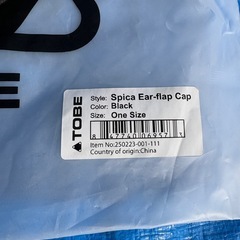 TOBE
Style: Spica Ear-flap Cap
Color: Black
Size: One Size
Item No:250223-001-111
Country of origin:China